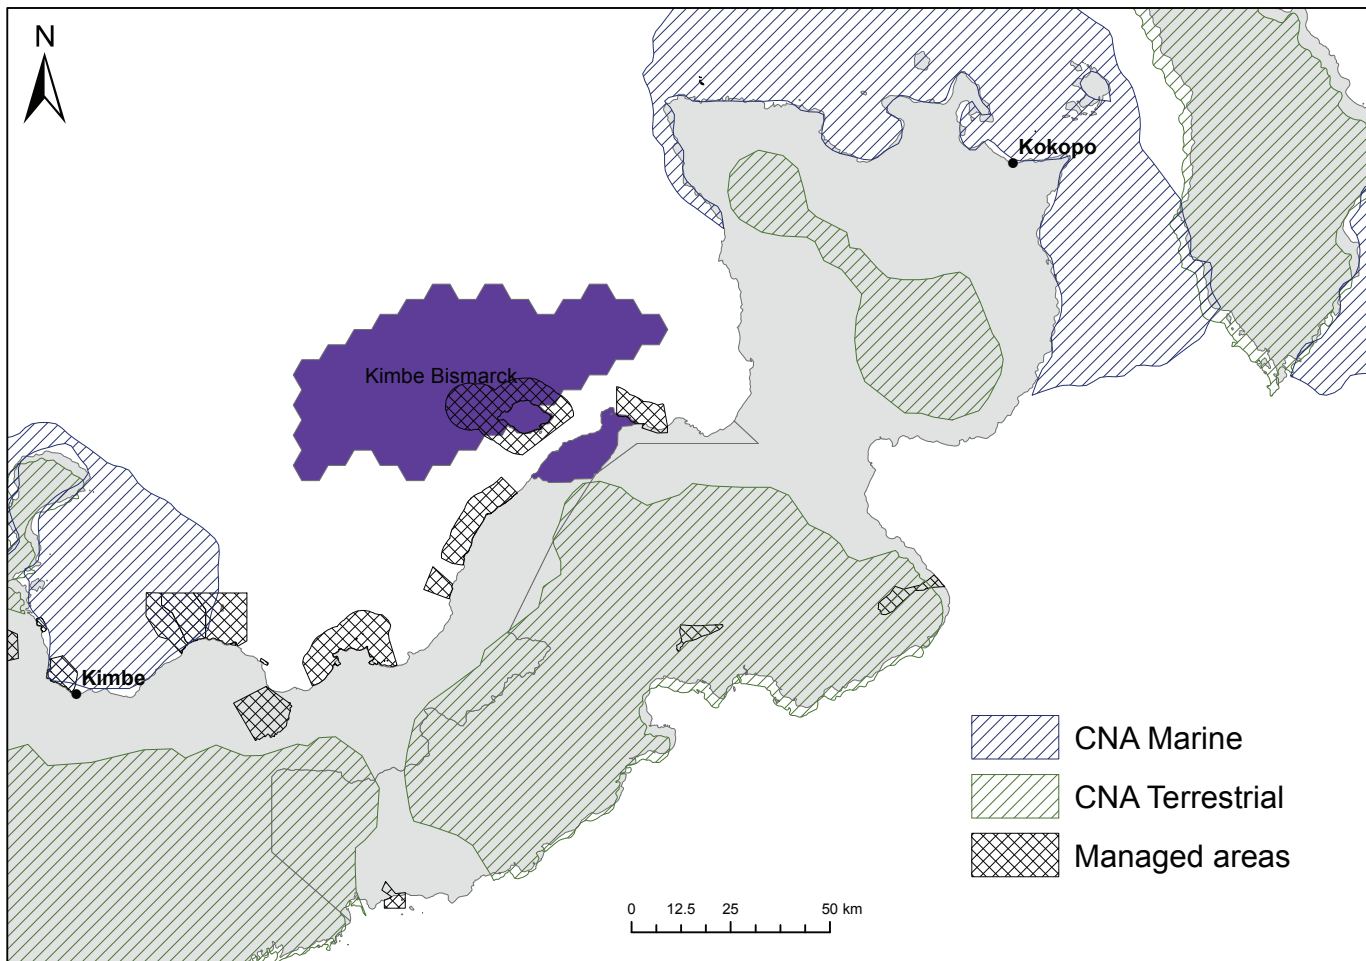 N
Kokopo
Kimbe Bismarck
Kimbe
CNA Marine
CNA Terrestrial
Managed areas
0 12.5 25 50 km